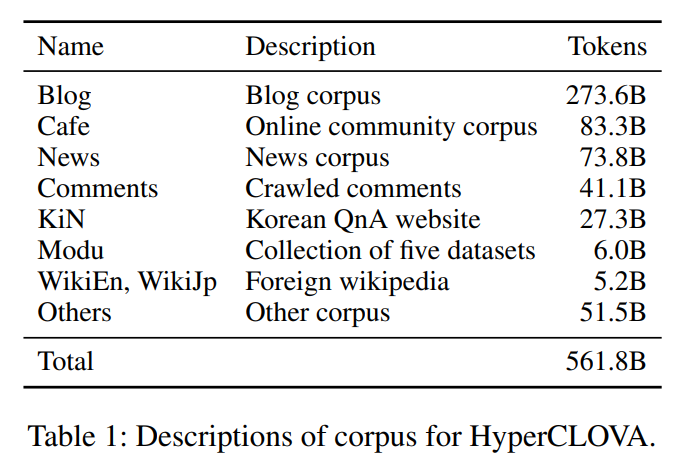 Name Description Tokens
Blog Blog corpus 273.6B
Cafe Online community corpus 83.3B
News News corpus 73.8B
Comments Crawled comments 41.1B
KiN Korean QnA website 27.3B
Modu Collection of five datasets 6.0B
WikiEn, WikiJp Foreign wikipedia 5.2B
Others Other corpus 51.5B
Total 561.8B
Table 1: Descriptions of corpus for HyperCLOVA.